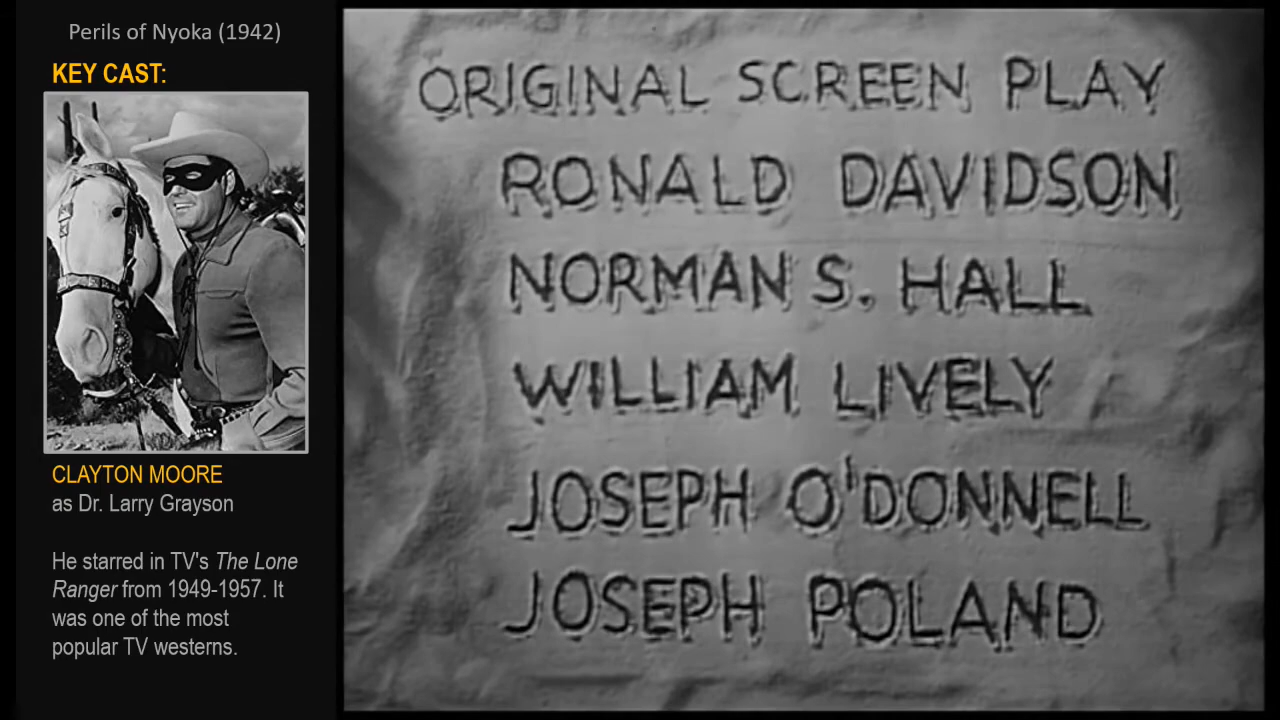 Perils of Nyoka (1942)
KEY CAST:
CLAYTON MOORE
as Dr. Larry Grayson
He starred in TV's The Lone
Ranger from 1949-1957. It
was one of the most
popular TV westerns.
ORIGINAL SCREEN PLAY
RONALD DAVIDSON
NORMAN S. HALL
WILLIAM LIVELY
JOSEPH O'DONNELL
JOSEPH POLAND